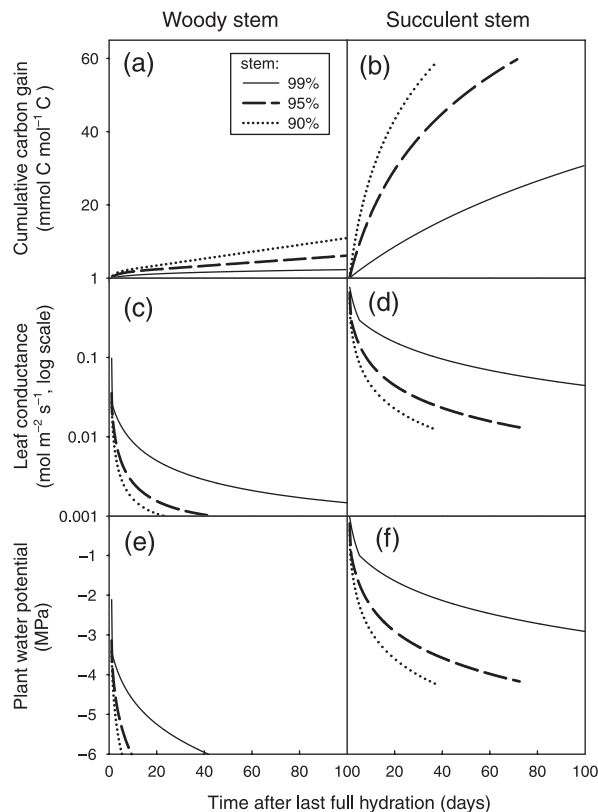 Woody stem
Succulent stem
Cumulative carbon gain
(mmol C mol⁻¹ C)
60
40
20
1
(a)
stem:
99%
95%
90%
(b)
Leaf conductance
(mol m⁻² s⁻¹, log scale)
0.1
0.01
0.001
(c)
(d)
Plant water potential
(MPa)
−1
−2
−3
−4
−5
−6
(e)
(f)
0 20 40 60 80 100 20 40 60 80 100
Time after last full hydration (days)